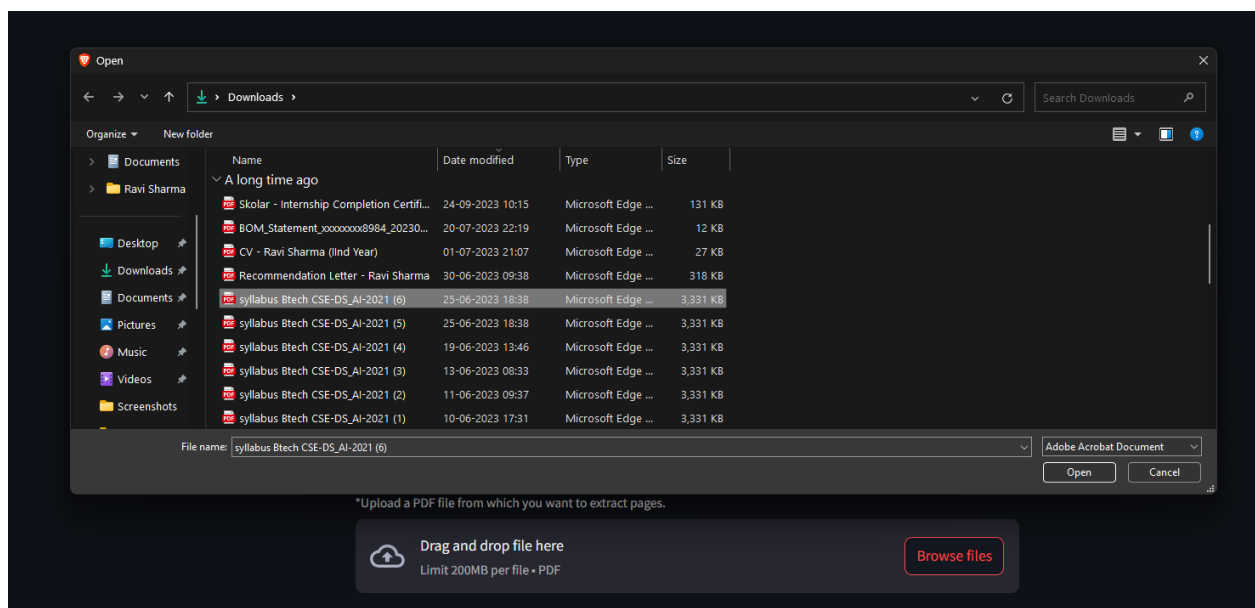 Open
Downloads
Search Downloads
Organize
New folder
Documents
Ravi Sharma
Desktop
Downloads
Documents
Pictures
Music
Videos
Screenshots
Name Date modified Type Size
A long time ago
Skolar - Internship Completion Certifi... 24-09-2023 10:15 Microsoft Edge ... 131 KB
BOM_Statement_xxxxxxxx8984_20230... 20-07-2023 22:19 Microsoft Edge ... 12 KB
CV - Ravi Sharma (IInd Year) 01-07-2023 21:07 Microsoft Edge ... 27 KB
Recommendation Letter - Ravi Sharma 30-06-2023 09:38 Microsoft Edge ... 318 KB
syllabus Btech CSE-DS_AI-2021 (6) 25-06-2023 18:38 Microsoft Edge ... 3,331 KB
syllabus Btech CSE-DS_AI-2021 (5) 25-06-2023 18:38 Microsoft Edge ... 3,331 KB
syllabus Btech CSE-DS_AI-2021 (4) 19-06-2023 13:46 Microsoft Edge ... 3,331 KB
syllabus Btech CSE-DS_AI-2021 (3) 13-06-2023 08:33 Microsoft Edge ... 3,331 KB
syllabus Btech CSE-DS_AI-2021 (2) 11-06-2023 09:37 Microsoft Edge ... 3,331 KB
syllabus Btech CSE-DS_AI-2021 (1) 10-06-2023 17:31 Microsoft Edge ... 3,331 KB
File name: syllabus Btech CSE-DS_AI-2021 (6)
Adobe Acrobat Document
Open
Cancel
*Upload a PDF file from which you want to extract pages.
Drag and drop file here
Limit 200MB per file • PDF
Browse files